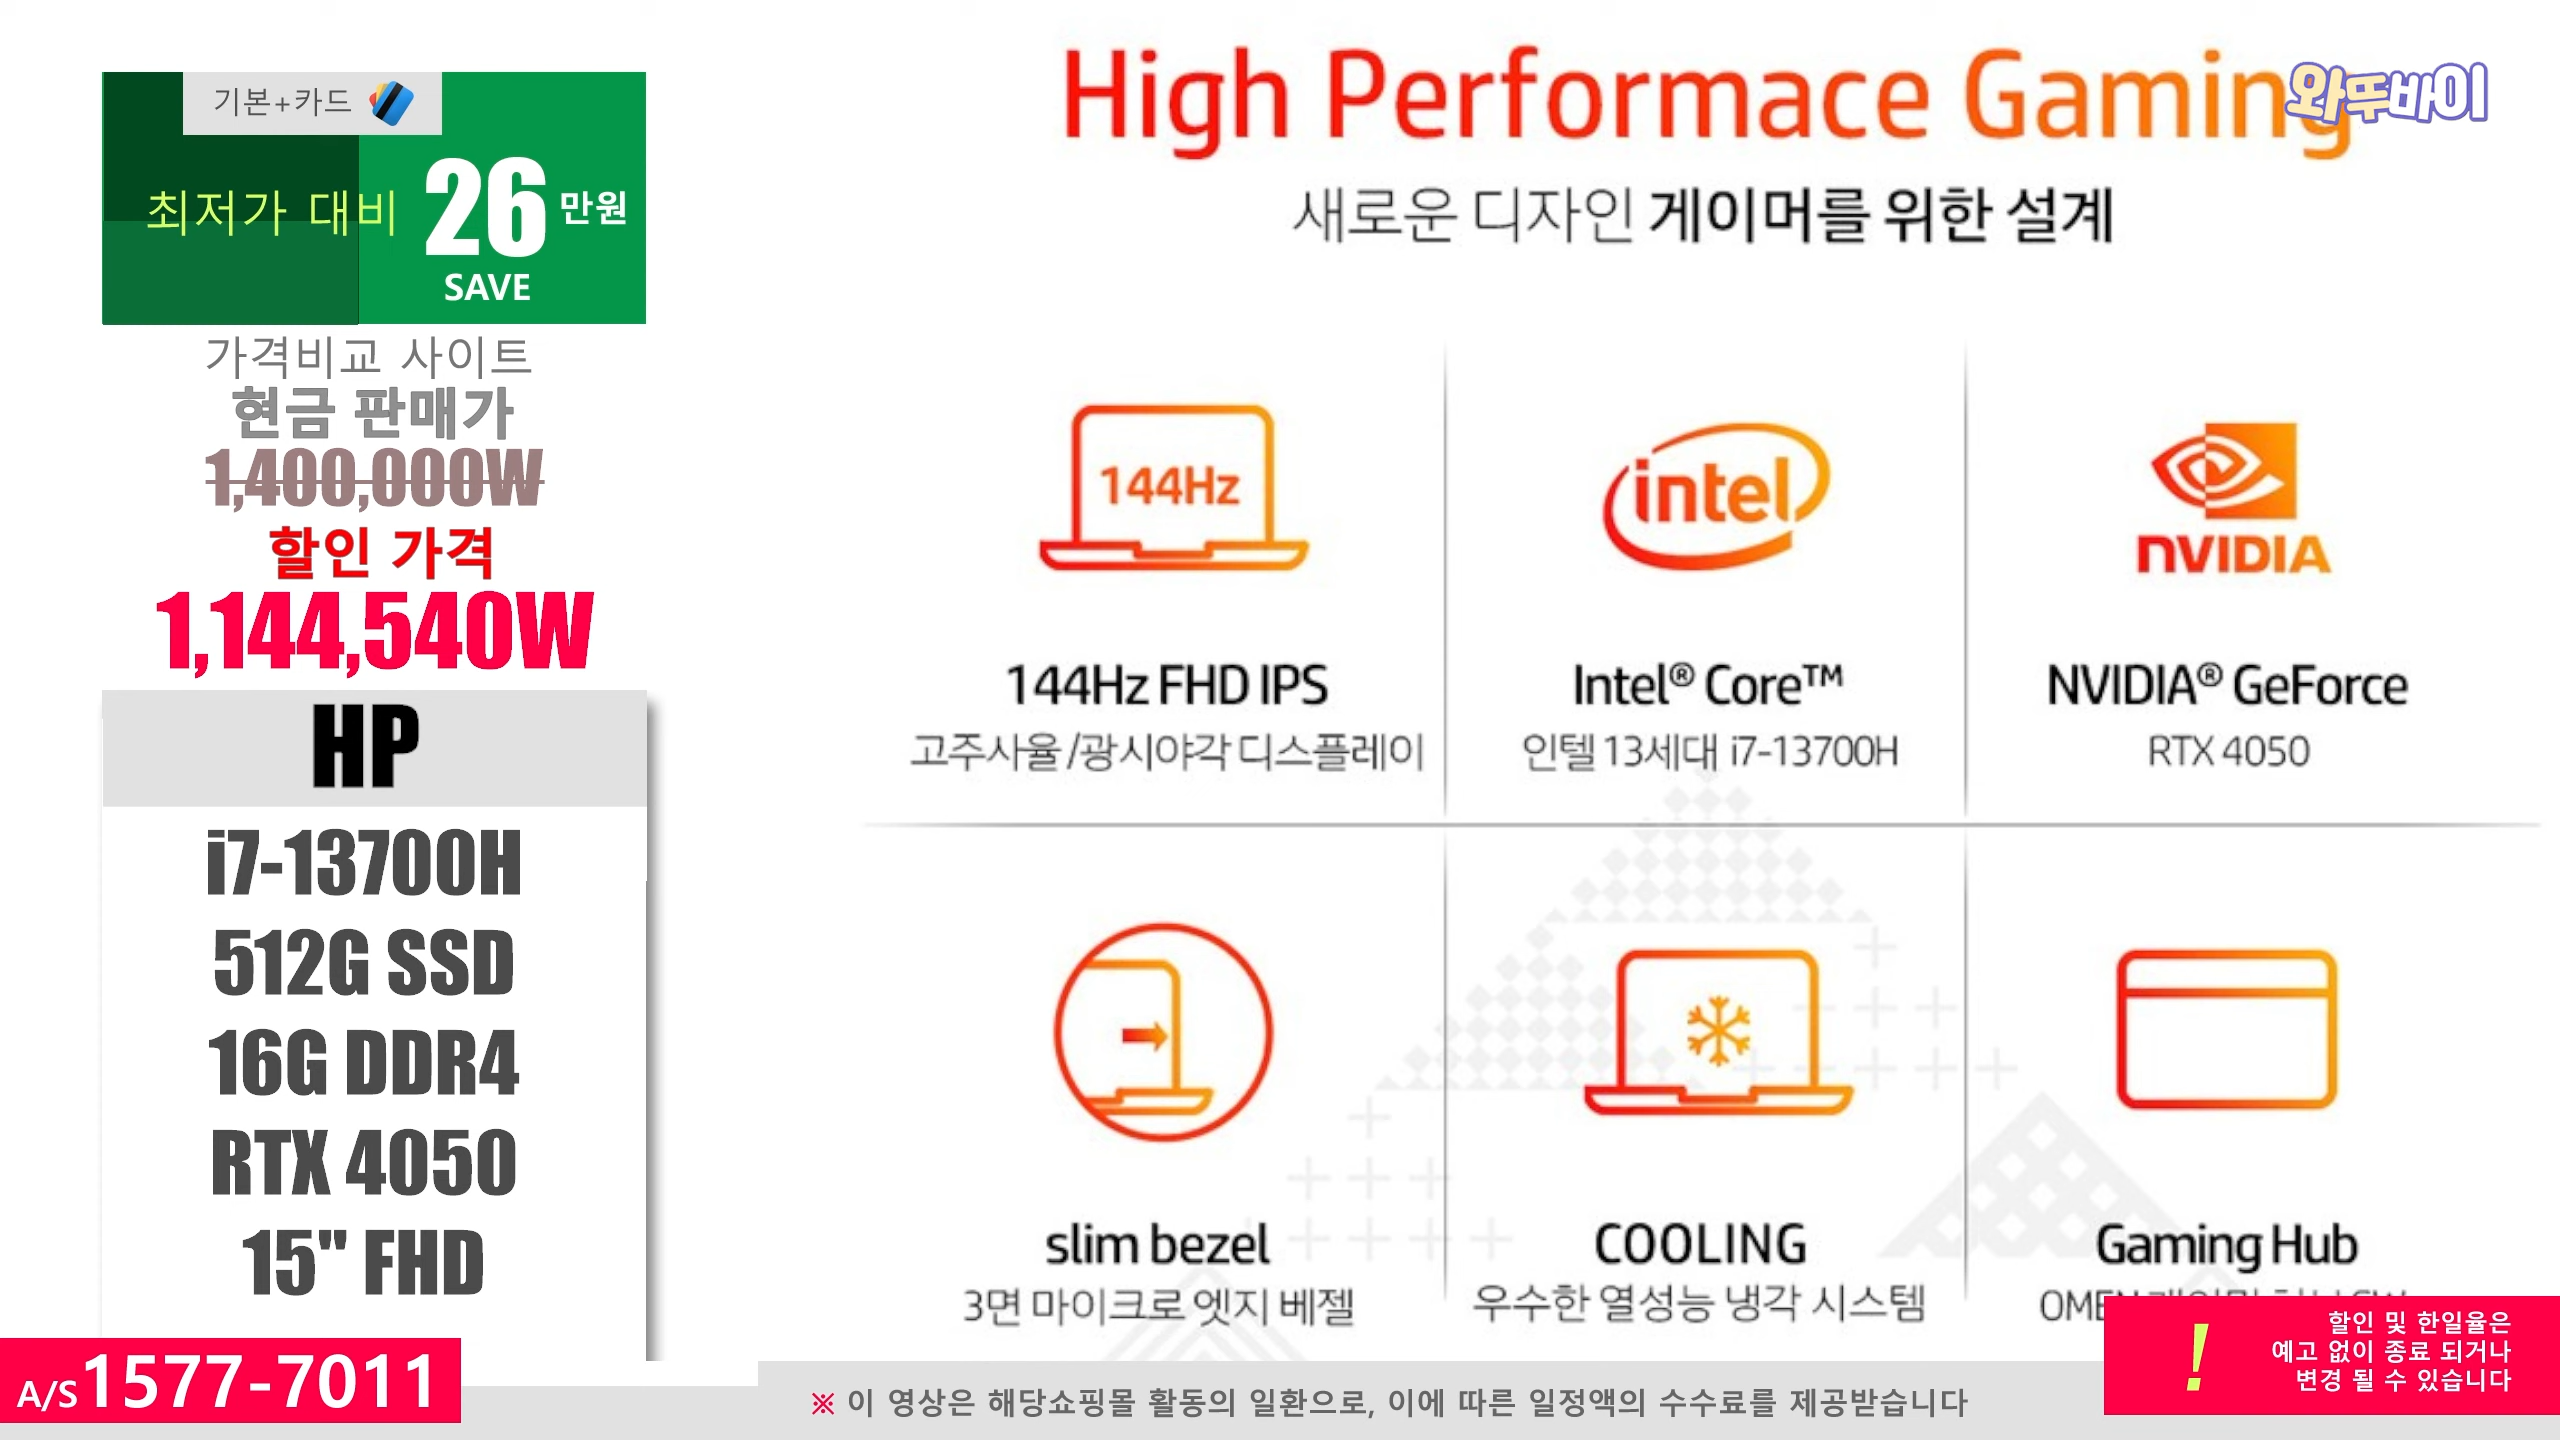 기본+카드
최저가 대비 26 만원
SAVE
가격비교 사이트
현금 판매가
1,400,000W
할인 가격
1,144,540W
HP
i7-13700H
512G SSD
16G DDR4
RTX 4050
15" FHD
A/S 1577-7011
High Performace Gaming
와뚜바이
새로운 디자인 게이머를 위한 설계
144Hz
intel
NVIDIA
144Hz FHD IPS
Intel® Core™
NVIDIA® GeForce
고주사율 /광시야각 디스플레이
인텔 13세대 i7-13700H
RTX 4050
slim bezel
COOLING
Gaming Hub
3면 마이크로 엣지 베젤
우수한 열성능 냉각 시스템
※ 이 영상은 해당쇼핑몰 활동의 일환으로, 이에 따른 일정액의 수수료를 제공받습니다
!
할인 및 한일율은
예고 없이 종료 되거나
변경 될 수 있습니다